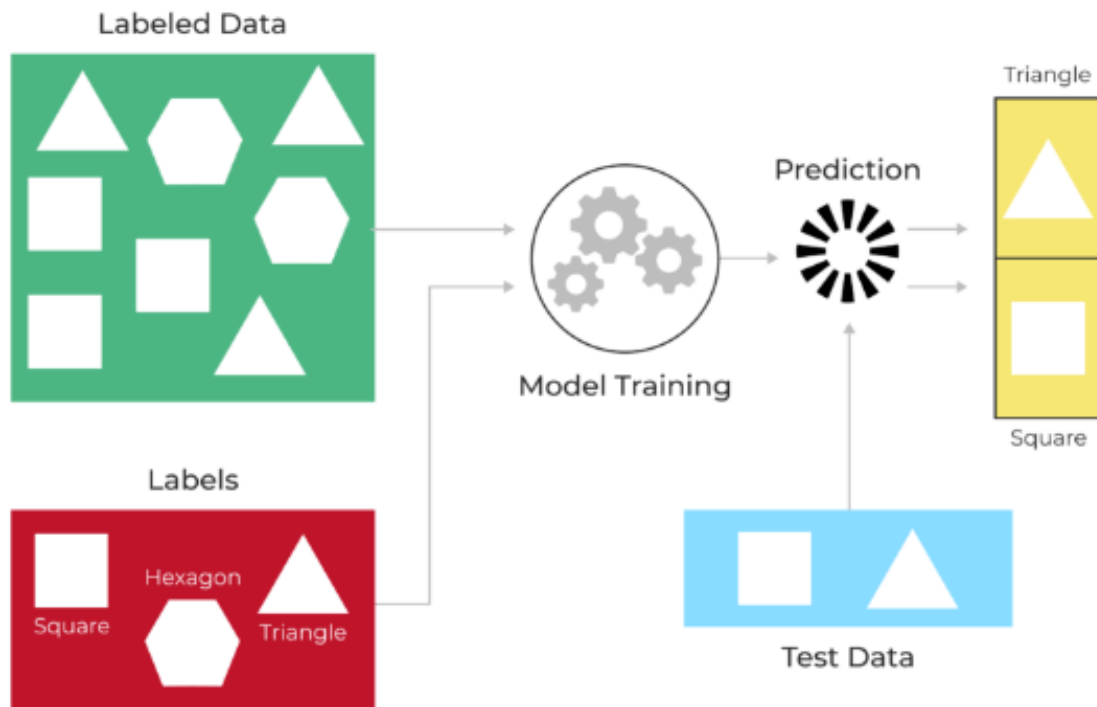 Labeled Data
Triangle
Prediction
Model Training
Square
Labels
Hexagon
Square
Triangle
Test Data